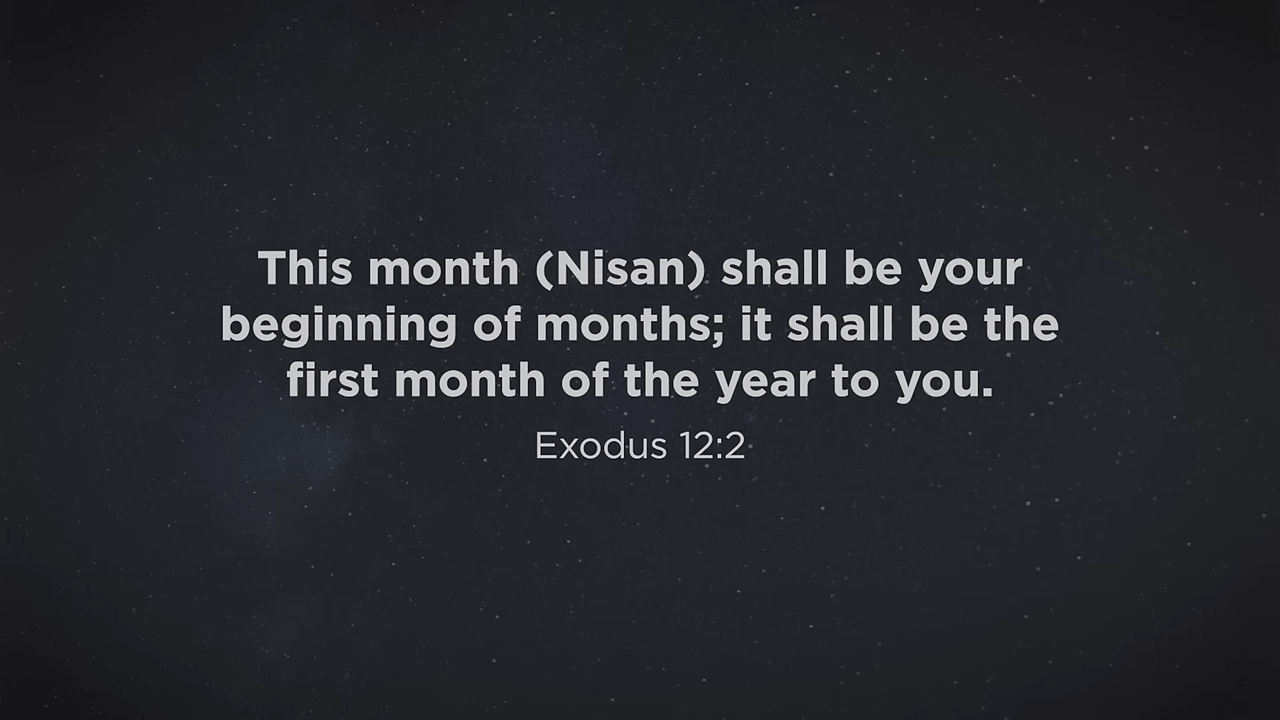 This month (Nisan) shall be your
beginning of months; it shall be the
first month of the year to you.
Exodus 12:2